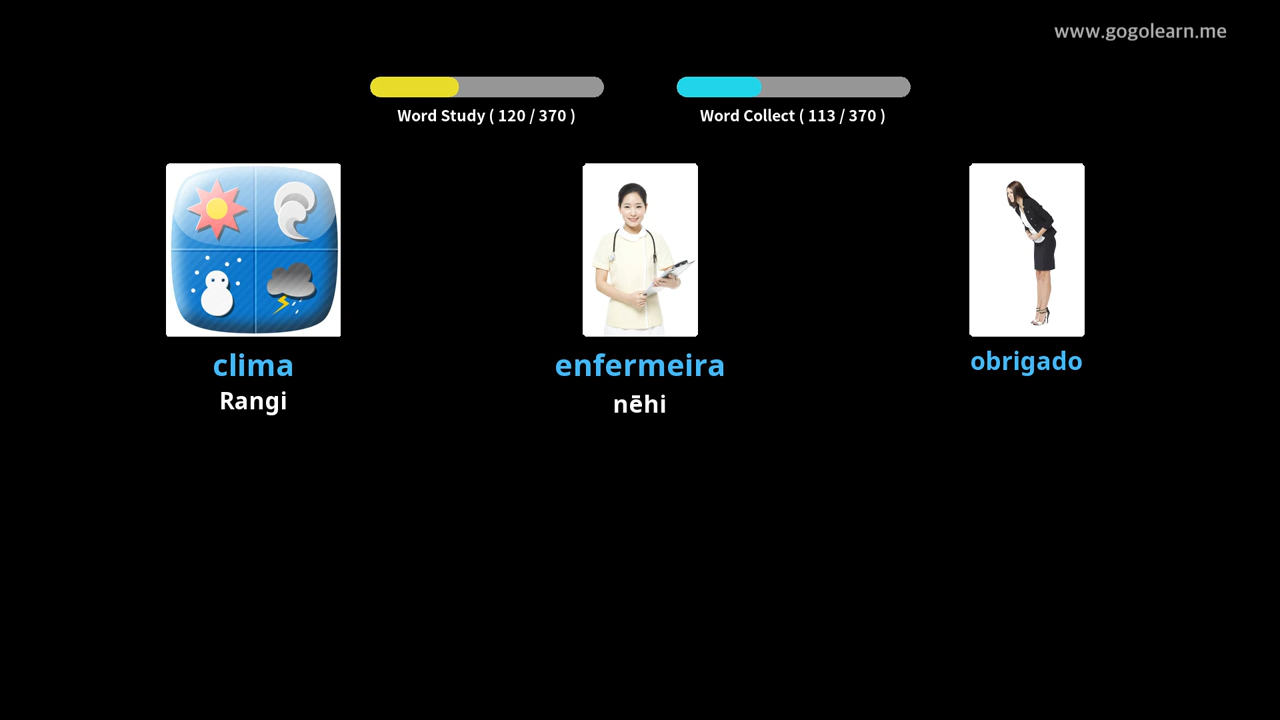 www.gogolearn.me
Word Study ( 120 / 370 )
Word Collect ( 113 / 370 )
clima
Rangi
enfermeira
nēhi
obrigado